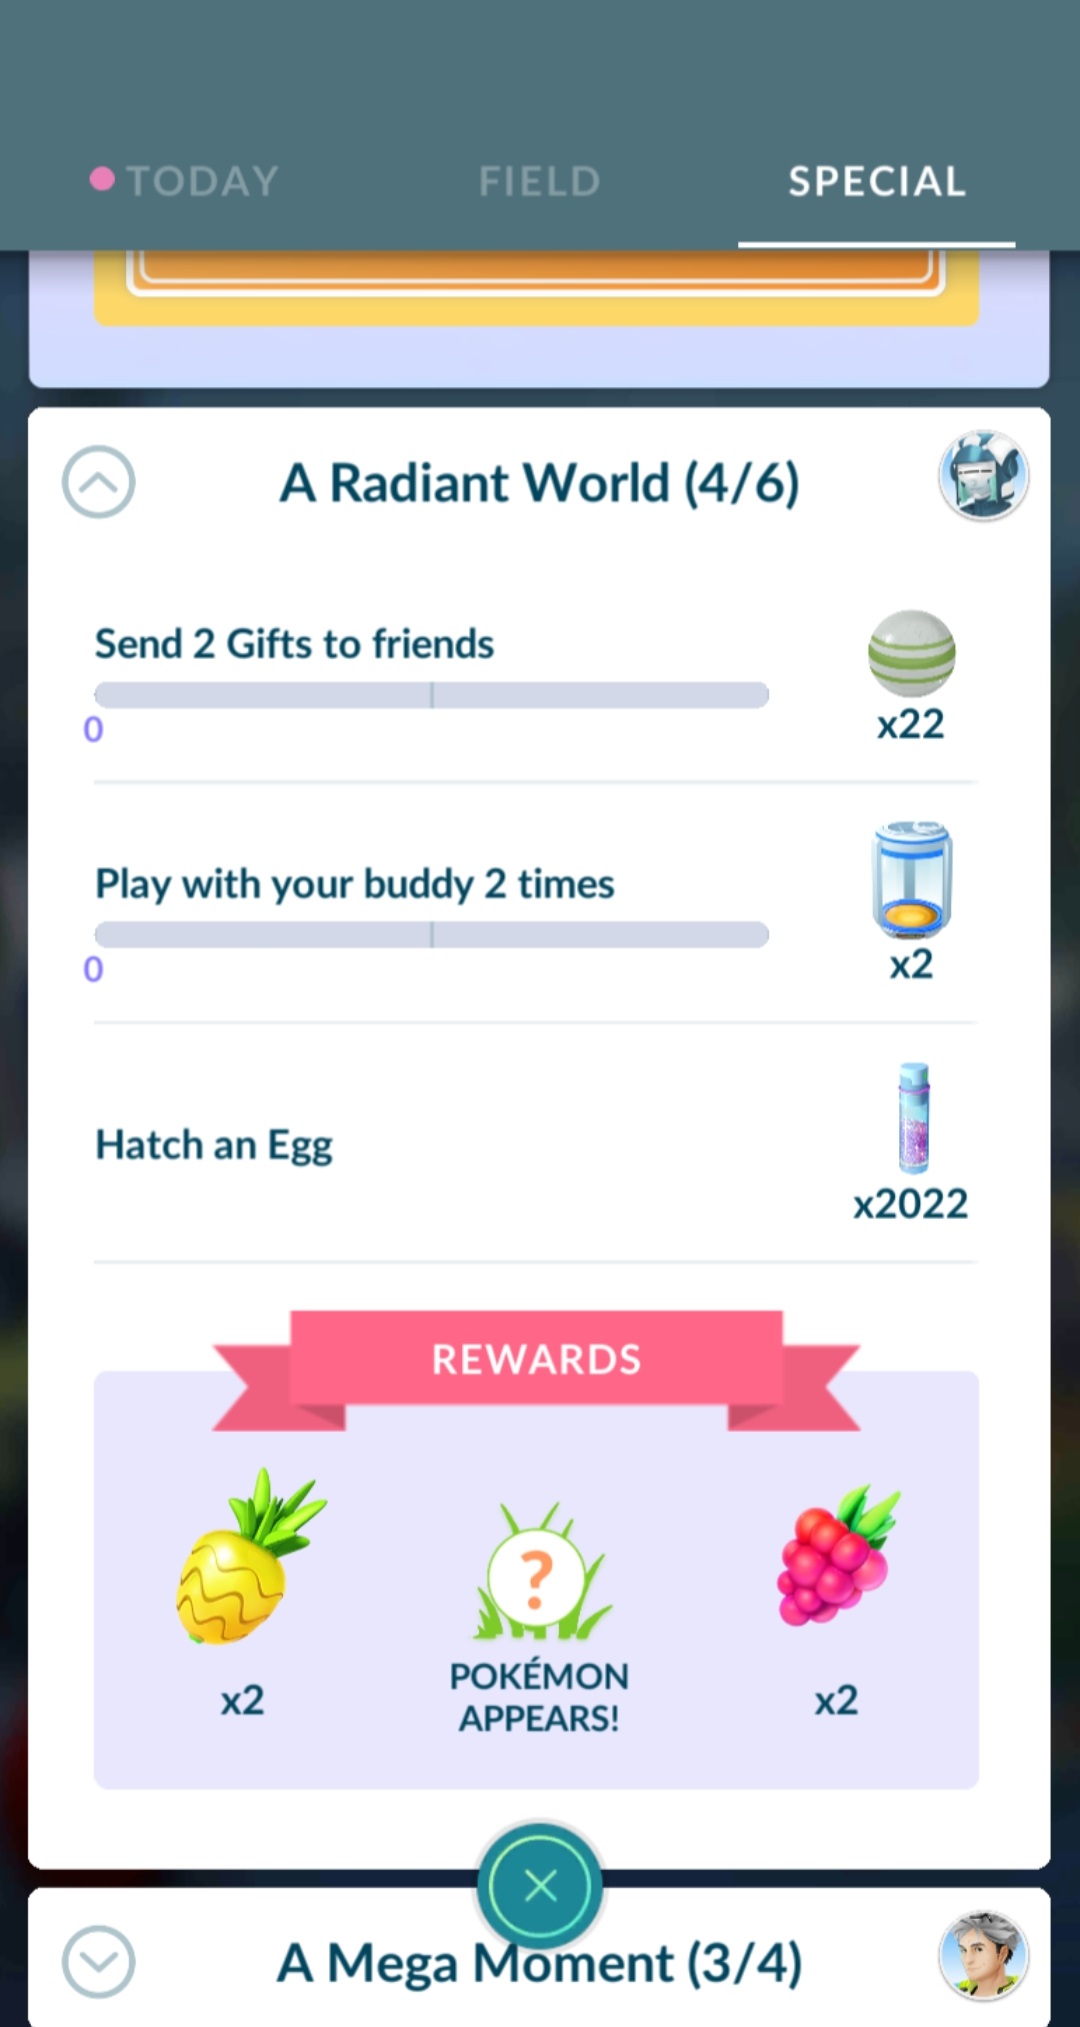 TODAY
FIELD
SPECIAL
A Radiant World (4/6)
Send 2 Gifts to friends
0
x22
Play with your buddy 2 times
0
x2
Hatch an Egg
x2022
REWARDS
?
x2
POKÉMON
APPEARS!
x2
A Mega Moment (3/4)